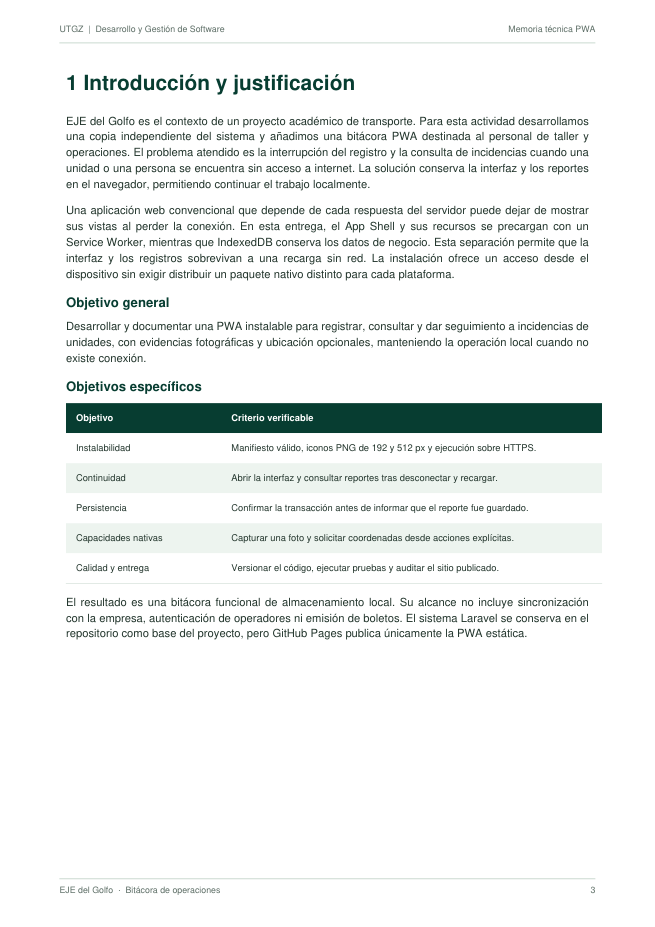 UTGZ | Desarrollo y Gestión de Software
Memoria técnica PWA
1 Introducción y justificación
EJE del Golfo es el contexto de un proyecto académico de transporte. Para esta actividad desarrollamos
una copia independiente del sistema y añadimos una bitácora PWA destinada al personal de taller y
operaciones. El problema atendido es la interrupción del registro y la consulta de incidencias cuando una
unidad o una persona se encuentra sin acceso a internet. La solución conserva la interfaz y los reportes
en el navegador, permitiendo continuar el trabajo localmente.
Una aplicación web convencional que depende de cada respuesta del servidor puede dejar de mostrar
sus vistas al perder la conexión. En esta entrega, el App Shell y sus recursos se precargan con un
Service Worker, mientras que IndexedDB conserva los datos de negocio. Esta separación permite que la
interfaz y los registros sobrevivan a una recarga sin red. La instalación ofrece un acceso desde el
dispositivo sin exigir distribuir un paquete nativo distinto para cada plataforma.
Objetivo general
Desarrollar y documentar una PWA instalable para registrar, consultar y dar seguimiento a incidencias de
unidades, con evidencias fotográficas y ubicación opcionales, manteniendo la operación local cuando no
existe conexión.
Objetivos específicos
Objetivo Criterio verificable
Instalabilidad Manifiesto válido, iconos PNG de 192 y 512 px y ejecución sobre HTTPS.
Continuidad Abrir la interfaz y consultar reportes tras desconectar y recargar.
Persistencia Confirmar la transacción antes de informar que el reporte fue guardado.
Capacidades nativas Capturar una foto y solicitar coordenadas desde acciones explícitas.
Calidad y entrega Versionar el código, ejecutar pruebas y auditar el sitio publicado.
El resultado es una bitácora funcional de almacenamiento local. Su alcance no incluye sincronización
con la empresa, autenticación de operadores ni emisión de boletos. El sistema Laravel se conserva en el
repositorio como base del proyecto, pero GitHub Pages publica únicamente la PWA estática.
EJE del Golfo · Bitácora de operaciones
3